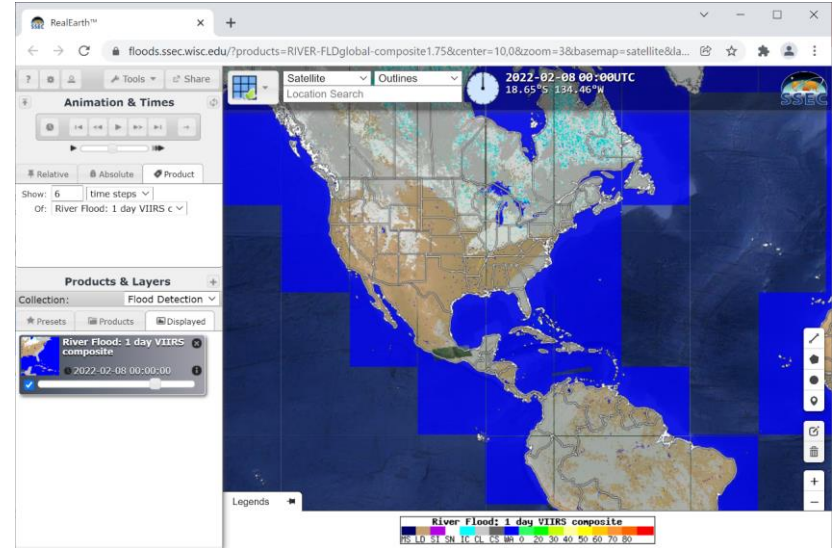 RealEarth™
floods.ssec.wisc.edu/?products=RIVER-FLDglobal-composite1.75&center=10,0&zoom=3&basemap=satellite&la...
? Tools Share
Animation & Times
Relative Absolute Product
Show: 6 time steps
Of: River Flood: 1 day VIIRS c
Products & Layers +
Collection: Flood Detection
Presets Products Displayed
River Flood: 1 day VIIRS
composite
2022-02-08 00:00:00
Satellite Outlines
Location Search
2022-02-08 00:00UTC
18.65°S 134.46°W
SSEC
+
−
Legends
River Flood: 1 day VIIRS composite
MS LD SI SN IC CL CS WA 0 20 30 40 50 60 70 80